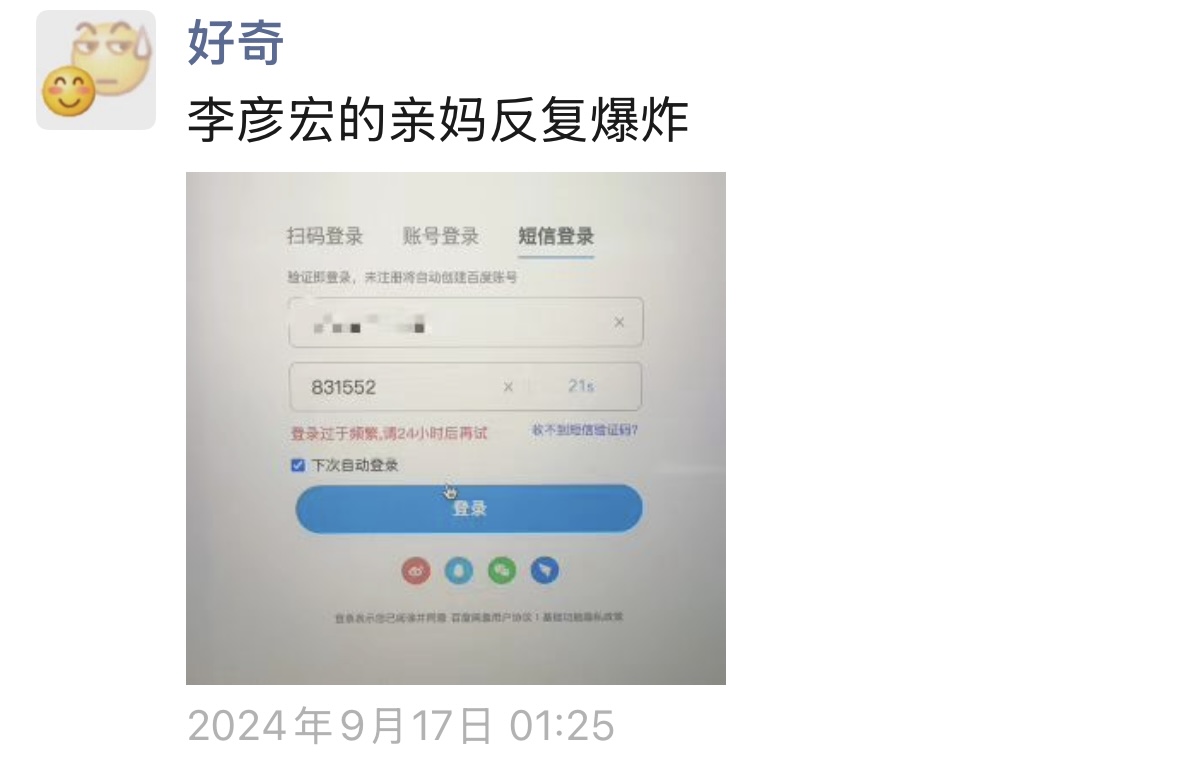 好奇
李彦宏的亲妈反复爆炸
扫码登录 账号登录 短信登录
验证即登录，未注册将自动创建百度账号
×
831552 × 21s
登录过于频繁,请24小时后再试 收不到短信验证码?
下次自动登录
登录
登录表示您已阅读并同意 百度网盘用户协议 | 基础功能隐私政策
2024年9月17日 01:25